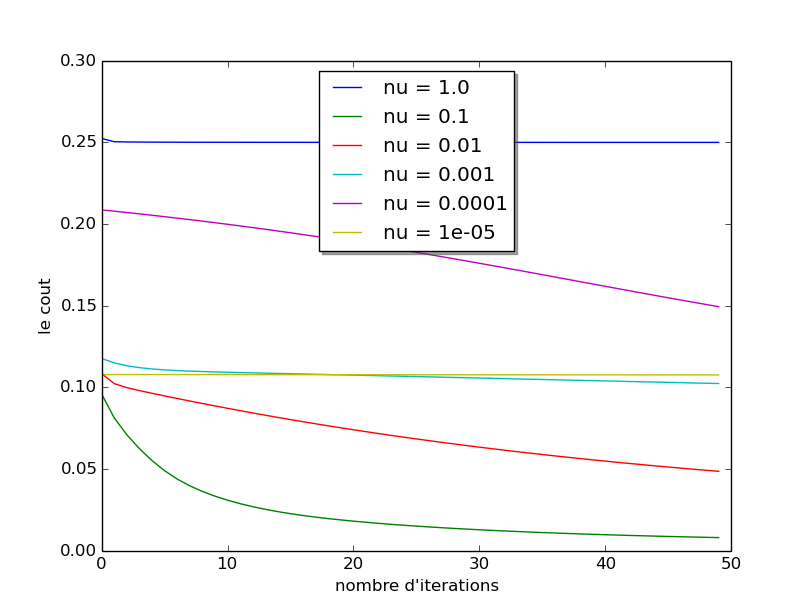 0.30
0.25
0.20
0.15
0.10
0.05
0.00
le cout
nu = 1.0
nu = 0.1
nu = 0.01
nu = 0.001
nu = 0.0001
nu = 1e-05
0 10 20 30 40 50
nombre d'iterations